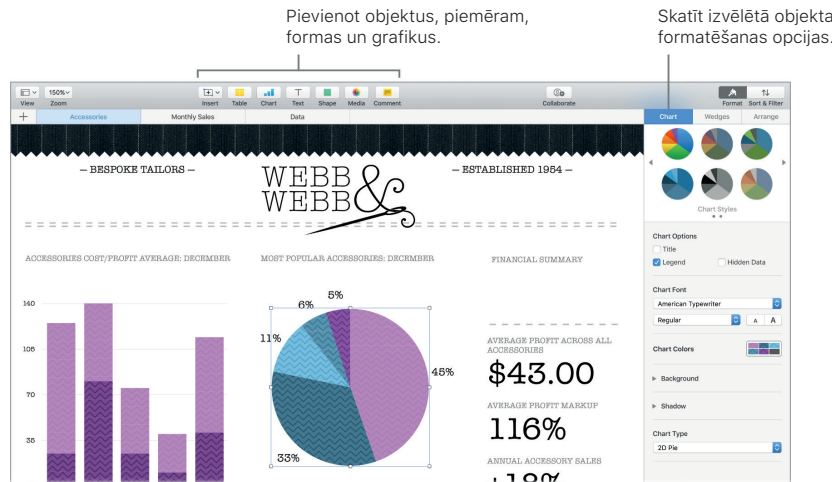 Pievienot objektus, piemēram,
formas un grafikus.
Skatīt izvēlētā objekta
formatēšanas opcijas.
150%
View Zoom Insert Table Chart Text Shape Media Comment Collaborate Format Sort & Filter
Accessories Monthly Sales Data
Chart Wedges Arrange
– BESPOKE TAILORS –
WEBB &
WEBB
– ESTABLISHED 1954 –
Chart Styles
ACCESSORIES COST/PROFIT AVERAGE: DECEMBER
140
105
70
35
MOST POPULAR ACCESSORIES: DECEMBER
5%
6%
11%
45%
33%
FINANCIAL SUMMARY
AVERAGE PROFIT ACROSS ALL
ACCESSORIES
$43.00
AVERAGE PROFIT MARKUP
116%
ANNUAL ACCESSORY SALES
+18%
Chart Options
Title
Legend Hidden Data
Chart Font
American Typewriter
Regular A A
Chart Colors
Background
Shadow
Chart Type
2D Pie